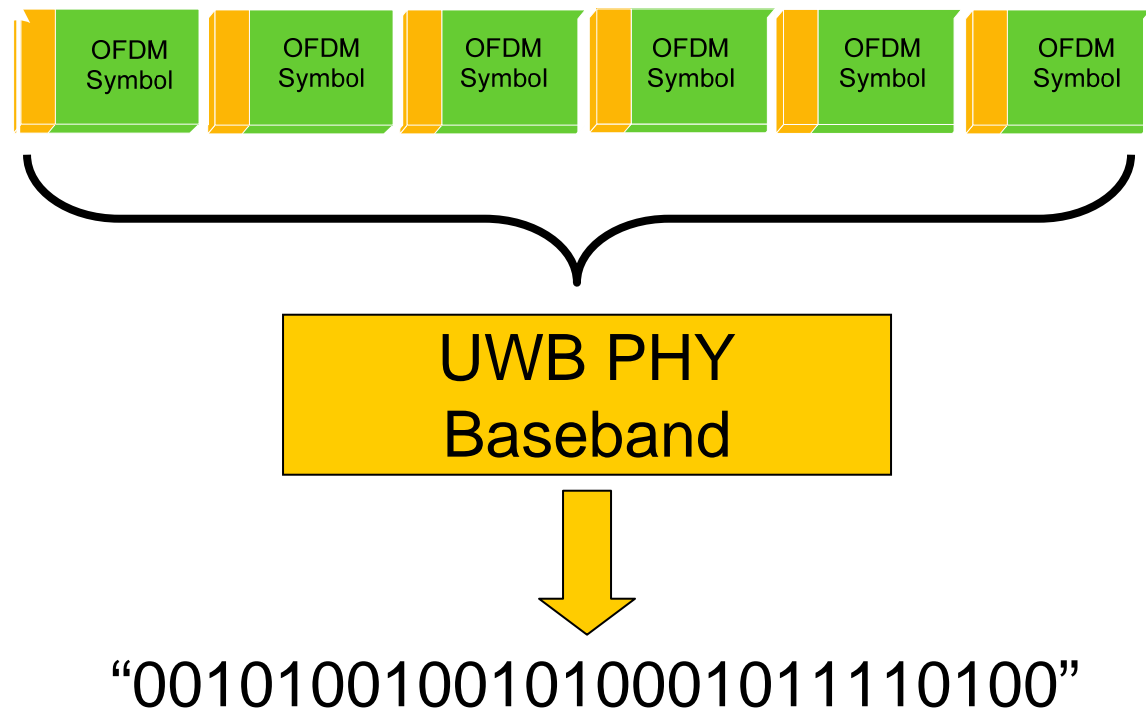 OFDM OFDM OFDM OFDM OFDM OFDM
Symbol Symbol Symbol Symbol Symbol Symbol
UWB PHY
Baseband
“00101001001010001011110100”